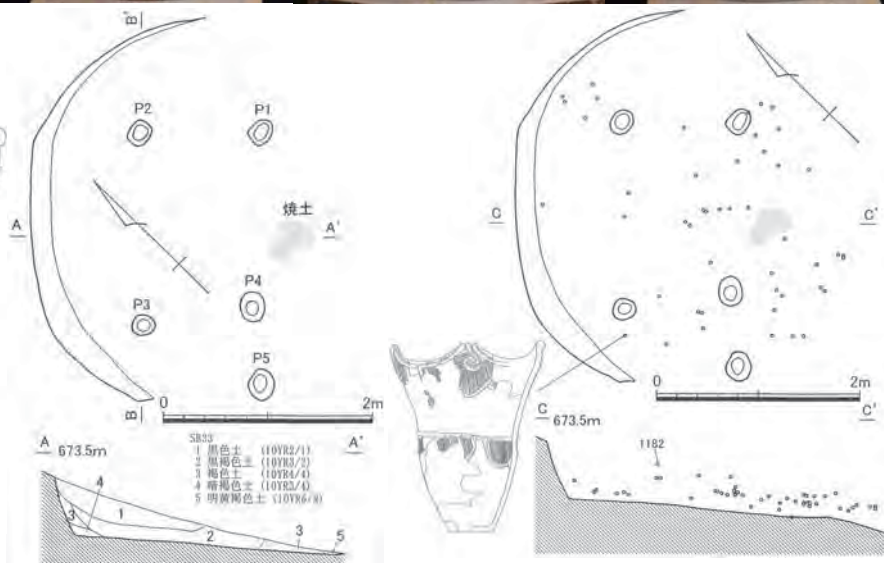 B'
P2
P1
焼土
A
A'
P4
P3
P5
B
0
2m
A 673.5m
A'
SB33
1 黒色土 (10YR2/1)
2 黒褐色土 (10YR3/2)
3 褐色土 (10YR4/4)
4 暗褐色土 (10YR3/4)
5 明黄褐色土 (10YR6/8)
4
1
3
2
3
5
C
C'
0
2m
C 673.5m
C'
1182